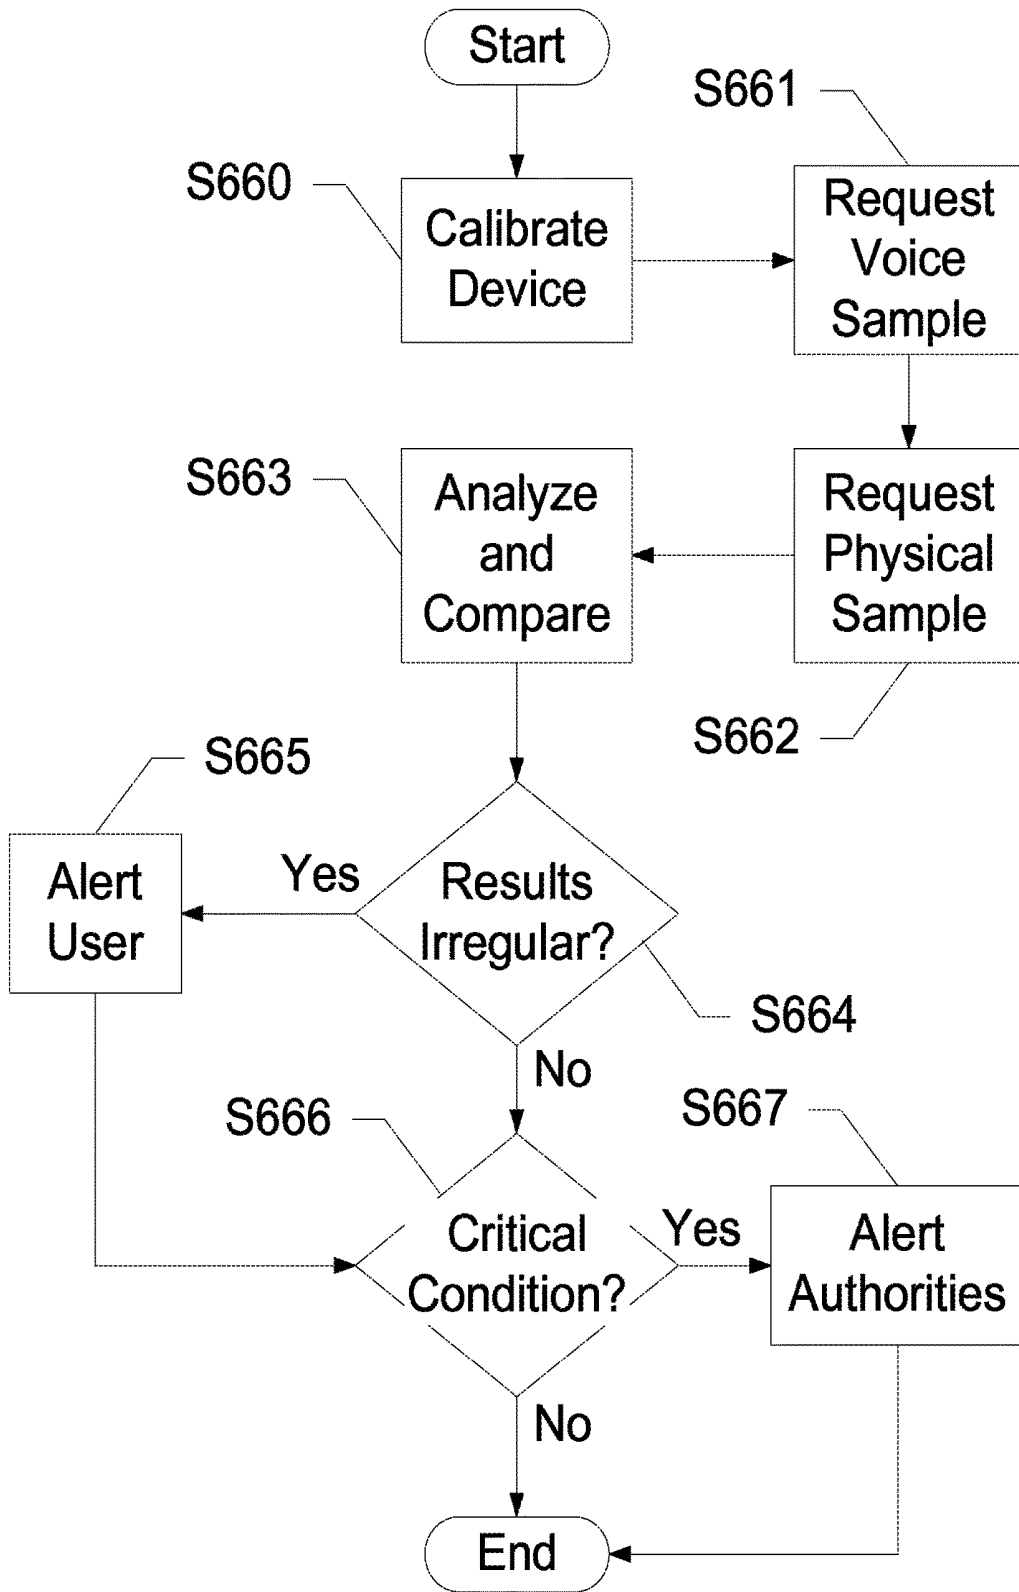 Start
S661
S660
Calibrate
Device
Request
Voice
Sample
S663
Analyze
and
Compare
Request
Physical
Sample
S662
S665
Alert
User
Yes
Results
Irregular?
S664
No
S666
S667
Critical
Condition?
Yes
Alert
Authorities
No
End